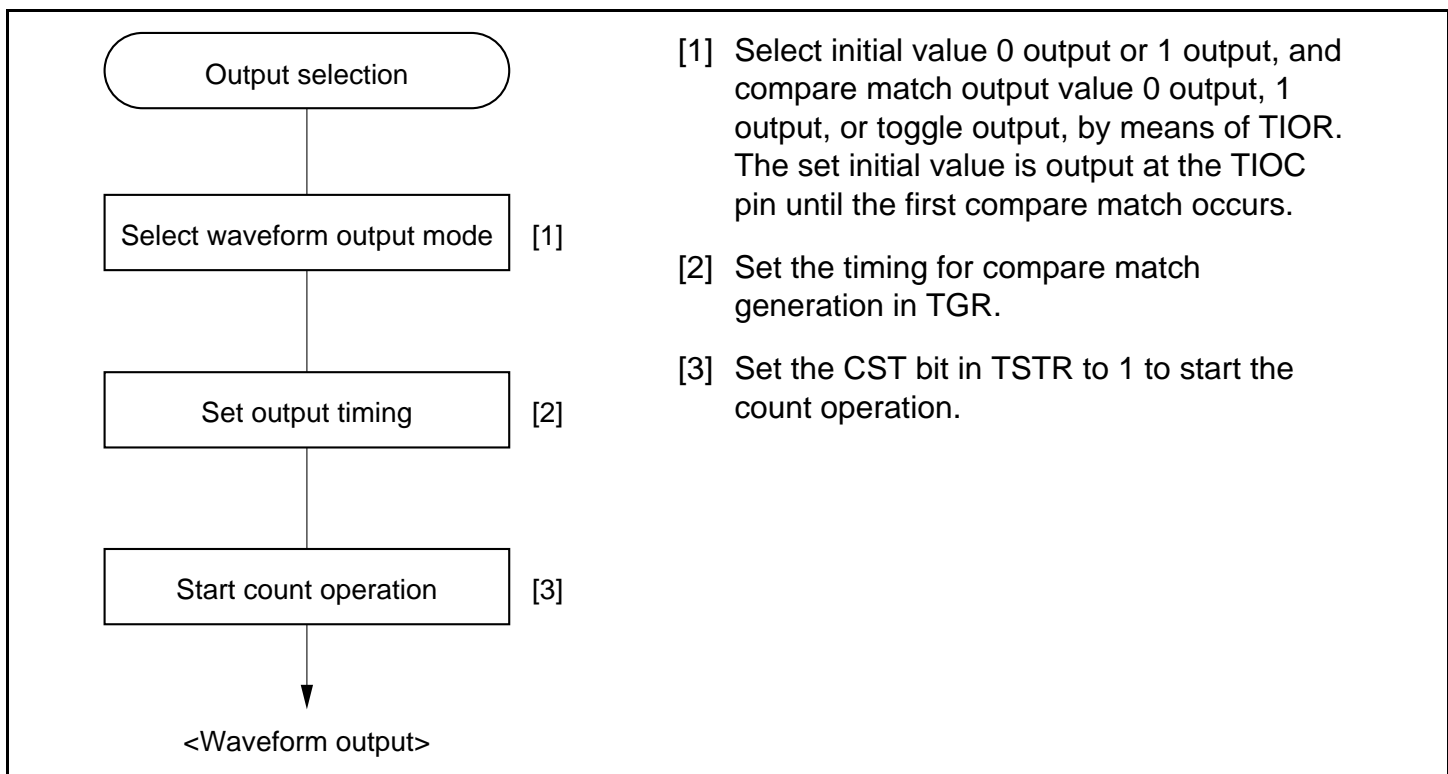 Output selection
Select waveform output mode [1]
Set output timing [2]
Start count operation [3]
<Waveform output>
[1] Select initial value 0 output or 1 output, and
compare match output value 0 output, 1
output, or toggle output, by means of TIOR.
The set initial value is output at the TIOC
pin until the first compare match occurs.
[2] Set the timing for compare match
generation in TGR.
[3] Set the CST bit in TSTR to 1 to start the
count operation.